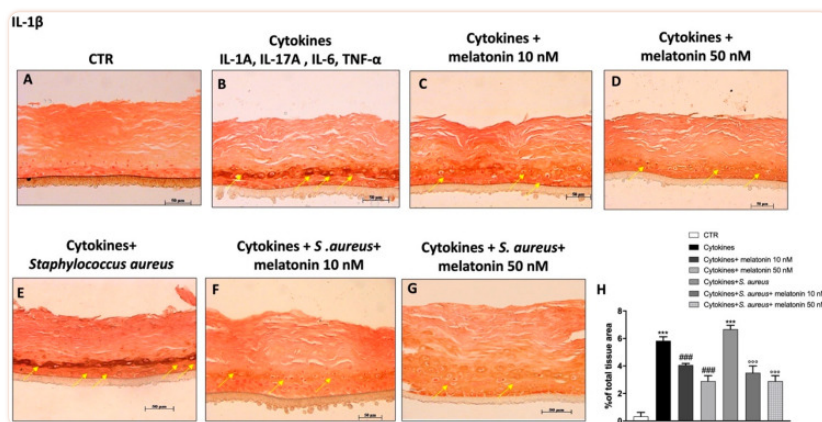 IL-1β
CTR
Cytokines
IL-1A, IL-17A , IL-6, TNF-α
Cytokines +
melatonin 10 nM
Cytokines +
melatonin 50 nM
A
B
C
D
Cytokines+
Staphylococcus aureus
Cytokines + S .aureus+
melatonin 10 nM
Cytokines + S. aureus+
melatonin 50 nM
E
F
G
H
CTR
Cytokines
Cytokines+ melatonin 10 nM
Cytokines+ melatonin 50 nM
Cytokines+S. aureus
Cytokines+S. aureus+ melatonin 10 nM
Cytokines+S. aureus+ melatonin 50 nM
%of total tissue area
8
6
4
2
0
***
###
###
***